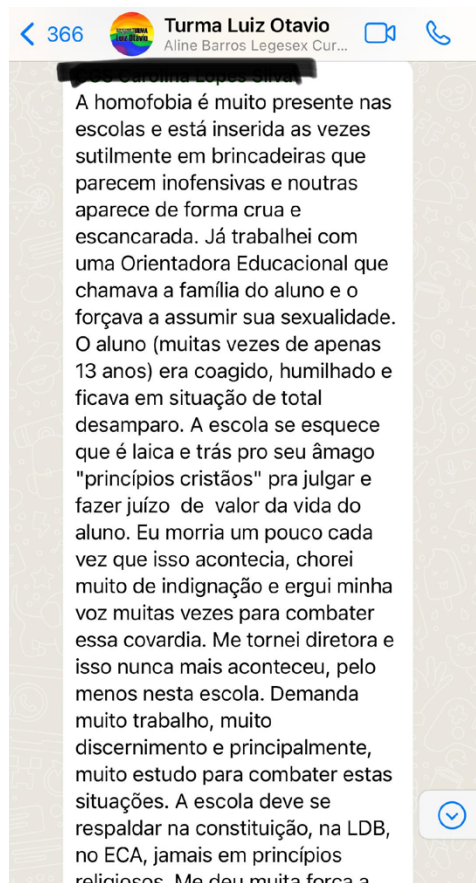 366
Turma Luiz Otavio
Aline Barros Legesex Cur...
A homofobia é muito presente nas
escolas e está inserida as vezes
sutilmente em brincadeiras que
parecem inofensivas e noutras
aparece de forma crua e
escancarada. Já trabalhei com
uma Orientadora Educacional que
chamava a família do aluno e o
forçava a assumir sua sexualidade.
O aluno (muitas vezes de apenas
13 anos) era coagido, humilhado e
ficava em situação de total
desamparo. A escola se esquece
que é laica e trás pro seu âmago
"princípios cristãos" pra julgar e
fazer juízo  de  valor da vida do
aluno. Eu morria um pouco cada
vez que isso acontecia, chorei
muito de indignação e ergui minha
voz muitas vezes para combater
essa covardia. Me tornei diretora e
isso nunca mais aconteceu, pelo
menos nesta escola. Demanda
muito trabalho, muito
discernimento e principalmente,
muito estudo para combater estas
situações. A escola deve se
respaldar na constituição, na LDB,
no ECA, jamais em princípios
religiosos. Me deu muita força a